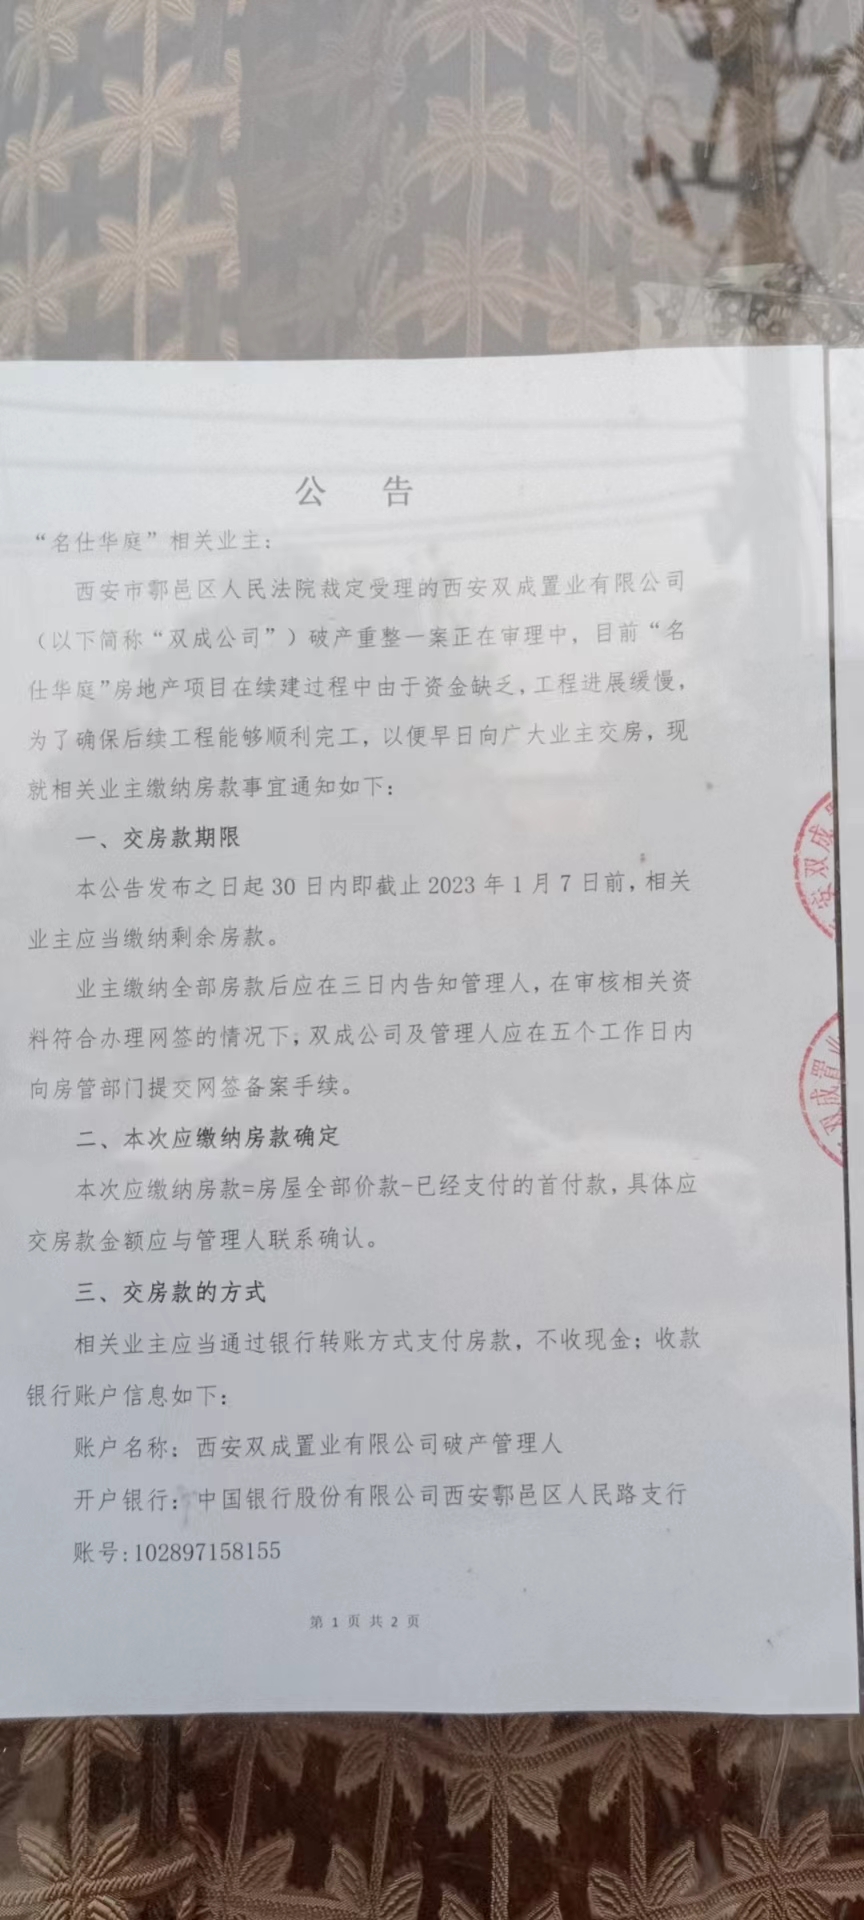 公 告
“名仕华庭”相关业主：
西安市鄠邑区人民法院裁定受理的西安双成置业有限公司
（以下简称“双成公司”）破产重整一案正在审理中，目前“名
仕华庭”房地产项目在续建过程中由于资金缺乏，工程进展缓慢，
为了确保后续工程能够顺利完工，以便早日向广大业主交房，现
就相关业主缴纳房款事宜通知如下：
一、交房款期限
本公告发布之日起30日内即截止2023年1月7日前，相关
业主应当缴纳剩余房款。
业主缴纳全部房款后应在三日内告知管理人，在审核相关资
料符合办理网签的情况下，双成公司及管理人应在五个工作日内
向房管部门提交网签备案手续。
二、本次应缴纳房款确定
本次应缴纳房款=房屋全部价款-已经支付的首付款，具体应
交房款金额应与管理人联系确认。
三、交房款的方式
相关业主应当通过银行转账方式支付房款，不收现金；收款
银行账户信息如下：
账户名称：西安双成置业有限公司破产管理人
开户银行：中国银行股份有限公司西安鄠邑区人民路支行
账号:102897158155
第 1 页 共 2 页
安双成
双成置业